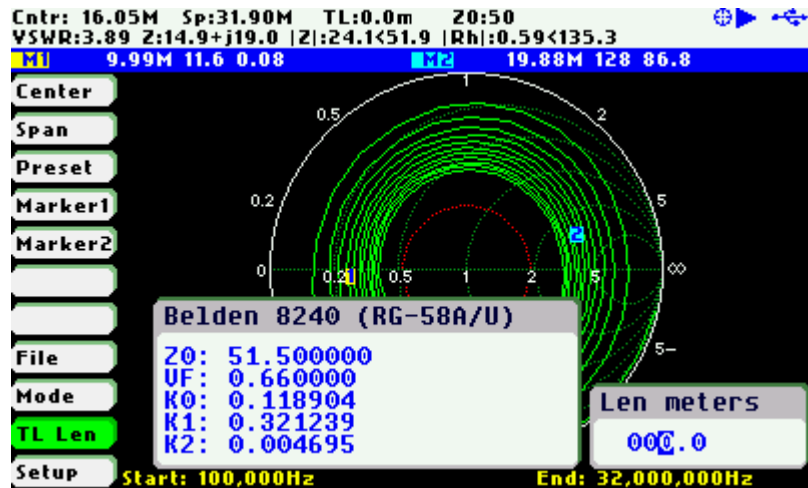 Cntr: 16.05M Sp:31.90M TL:0.0m Z0:50
VSWR:3.89 Z:14.9+j19.0 |Z|:24.1<51.9 |Rh|:0.59<135.3
M1 9.99M 11.6 0.08 M2 19.88M 128 86.8
Center
Span
Preset
Marker1
Marker2
File
Mode
TL Len
Setup
1
0.5
2
0.2
5
0 0.2 1 0.5 1 2 5 ∞
2
5-
Belden 8240 (RG-58A/U)
Z0: 51.500000
VF: 0.660000
K0: 0.118904
K1: 0.321239
K2: 0.004695
Len meters
000.0
Start: 100,000Hz End: 32,000,000Hz